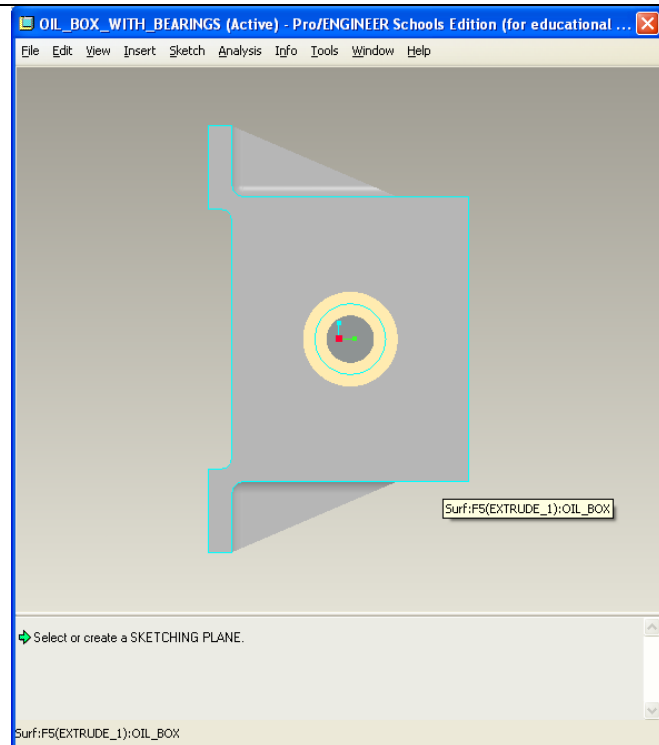 OIL_BOX_WITH_BEARINGS (Active) - Pro/ENGINEER Schools Edition (for educational ...
File Edit View Insert Sketch Analysis Info Tools Window Help
Surf:F5(EXTRUDE_1):OIL_BOX
Select or create a SKETCHING PLANE.
Surf:F5(EXTRUDE_1):OIL_BOX